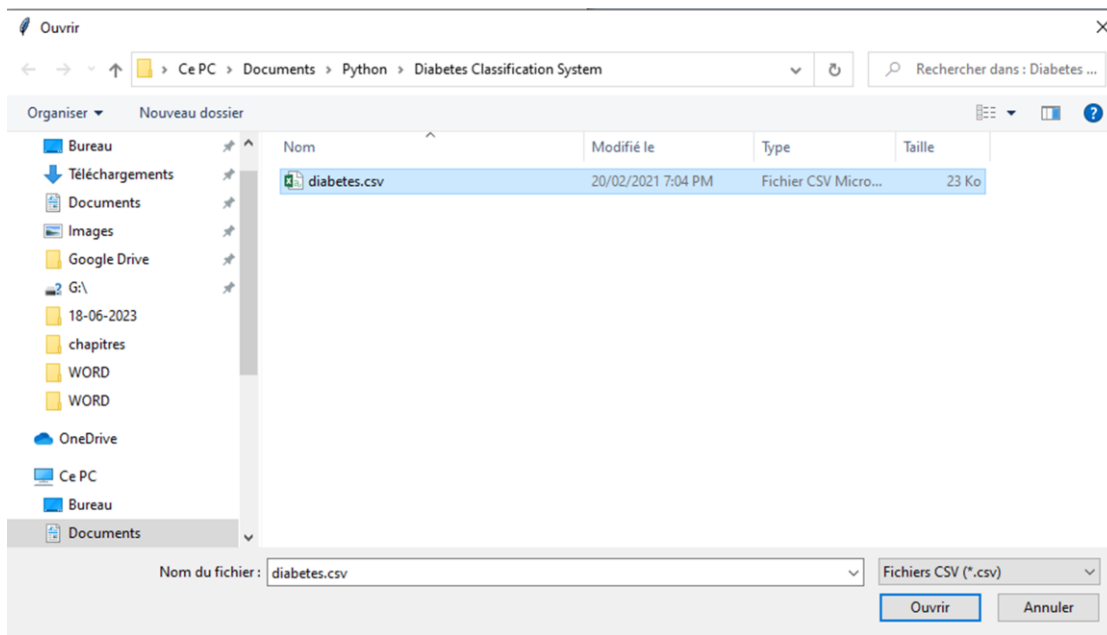 Ouvrir
Ce PC > Documents > Python > Diabetes Classification System
Rechercher dans : Diabetes ...
Organiser
Nouveau dossier
Nom
Modifié le
Type
Taille
diabetes.csv
20/02/2021 7:04 PM
Fichier CSV Micro...
23 Ko
Bureau
Téléchargements
Documents
Images
Google Drive
G:\
18-06-2023
chapitres
WORD
WORD
OneDrive
Ce PC
Bureau
Documents
Nom du fichier : diabetes.csv
Fichiers CSV (*.csv)
Ouvrir
Annuler